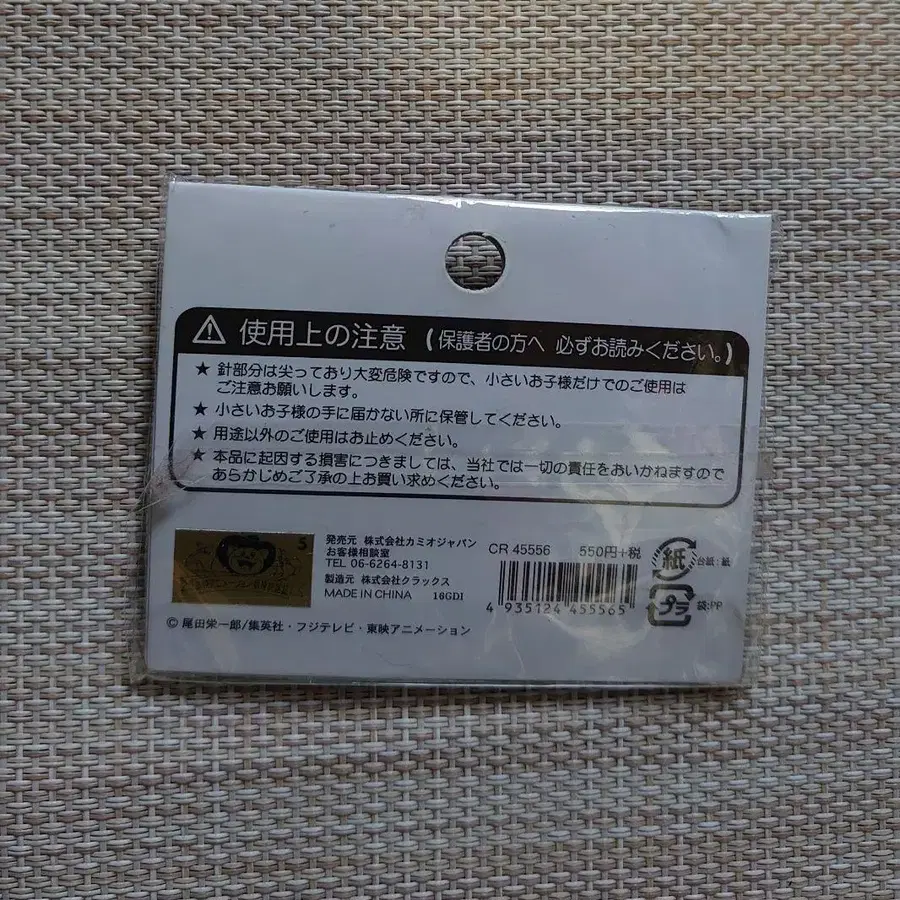 使用上の注意 (保護者の方へ 必ずお読みください。)
★ 針部分は尖っており大変危険ですので、小さいお子様だけでのご使用は
ご注意お願いします。
★ 小さいお子様の手に届かない所に保管してください。
★ 用途以外のご使用はお止めください。
★ 本品に起因する損害につきましては、当社では一切の責任をおいかねますので
あらかじめご了承の上お買い求めください。
S
発売元 株式会社カミオジャパン
お客様相談室
TEL 06-6264-8131
製造元 株式会社クラックス
MADE IN CHINA 16GDI
CR 45556 550円+税
4 935124 455565
紙 台紙:紙
プラ 袋:PP
© 尾田栄一郎/集英社・フジテレビ・東映アニメーション